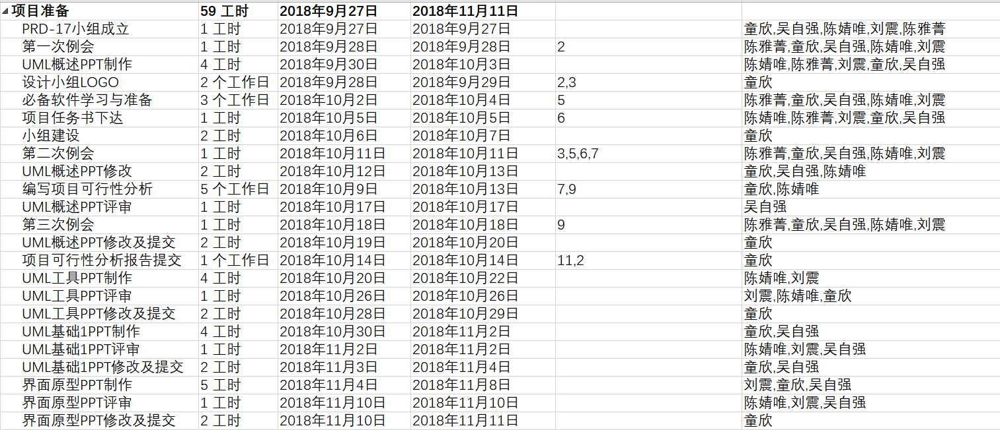 项目准备 59 工时 2018年9月27日 2018年11月11日
PRD-17小组成立 1 工时 2018年9月27日 2018年9月27日 童欣,吴自强,陈婧唯,刘震,陈雅菁
第一次例会 1 工时 2018年9月28日 2018年9月28日 2 陈雅菁,童欣,吴自强,陈婧唯,刘震
UML概述PPT制作 4 工时 2018年9月30日 2018年10月3日 陈婧唯,陈雅菁,刘震,童欣,吴自强
设计小组LOGO 2 个工作日 2018年9月28日 2018年9月29日 2,3 童欣
必备软件学习与准备 3 个工作日 2018年10月2日 2018年10月4日 5 陈雅菁,童欣,吴自强,陈婧唯,刘震
项目任务书下达 1 工时 2018年10月5日 2018年10月5日 6 陈婧唯,陈雅菁,刘震,童欣,吴自强
小组建设 2 工时 2018年10月6日 2018年10月7日 童欣
第二次例会 1 工时 2018年10月11日 2018年10月11日 3,5,6,7 陈雅菁,童欣,吴自强,陈婧唯,刘震
UML概述PPT修改 2 工时 2018年10月12日 2018年10月13日 童欣,吴自强,陈婧唯
编写项目可行性分析 5 个工作日 2018年10月9日 2018年10月13日 7,9 童欣,陈婧唯
UML概述PPT评审 1 工时 2018年10月17日 2018年10月17日 吴自强
第三次例会 1 工时 2018年10月18日 2018年10月18日 9 陈雅菁,童欣,吴自强,陈婧唯,刘震
UML概述PPT修改及提交 2 工时 2018年10月19日 2018年10月20日 童欣
项目可行性分析报告提交 1 个工作日 2018年10月14日 2018年10月14日 11,2 童欣
UML工具PPT制作 4 工时 2018年10月20日 2018年10月22日 陈婧唯,刘震
UML工具PPT评审 1 工时 2018年10月26日 2018年10月26日 刘震,陈婧唯,童欣
UML工具PPT修改及提交 2 工时 2018年10月28日 2018年10月29日 童欣
UML基础1PPT制作 4 工时 2018年10月30日 2018年11月2日 童欣,吴自强
UML基础1PPT评审 1 工时 2018年11月2日 2018年11月2日 陈婧唯,刘震,吴自强
UML基础1PPT修改及提交 2 工时 2018年11月3日 2018年11月4日 童欣,吴自强
界面原型PPT制作 5 工时 2018年11月4日 2018年11月8日 刘震,童欣,吴自强
界面原型PPT评审 1 工时 2018年11月10日 2018年11月10日 陈婧唯,刘震,吴自强
界面原型PPT修改及提交 2 工时 2018年11月10日 2018年11月11日 童欣